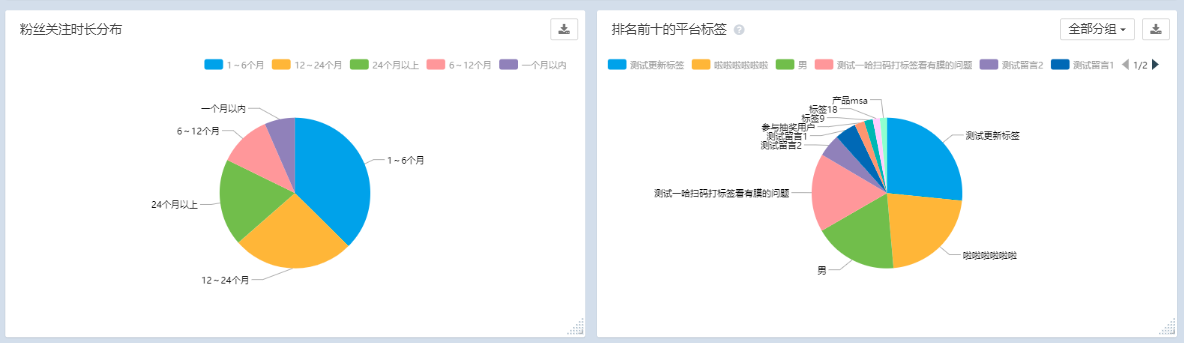 粉丝关注时长分布
1～6个月 12～24个月 24个月以上 6～12个月 一个月以内
一个月以内
6～12个月
1～6个月
24个月以上
12～24个月
排名前十的平台标签 ?
全部分组
测试更新标签 啦啦啦啦啦啦 男 测试一哈扫码打标签看有膜的问题 测试留言2 测试留言1 1/2
产品msa
标签18
标签9
参与抽奖用户
测试留言1
测试更新标签
测试留言2
测试一哈扫码打标签看有膜的问题
啦啦啦啦啦啦
男